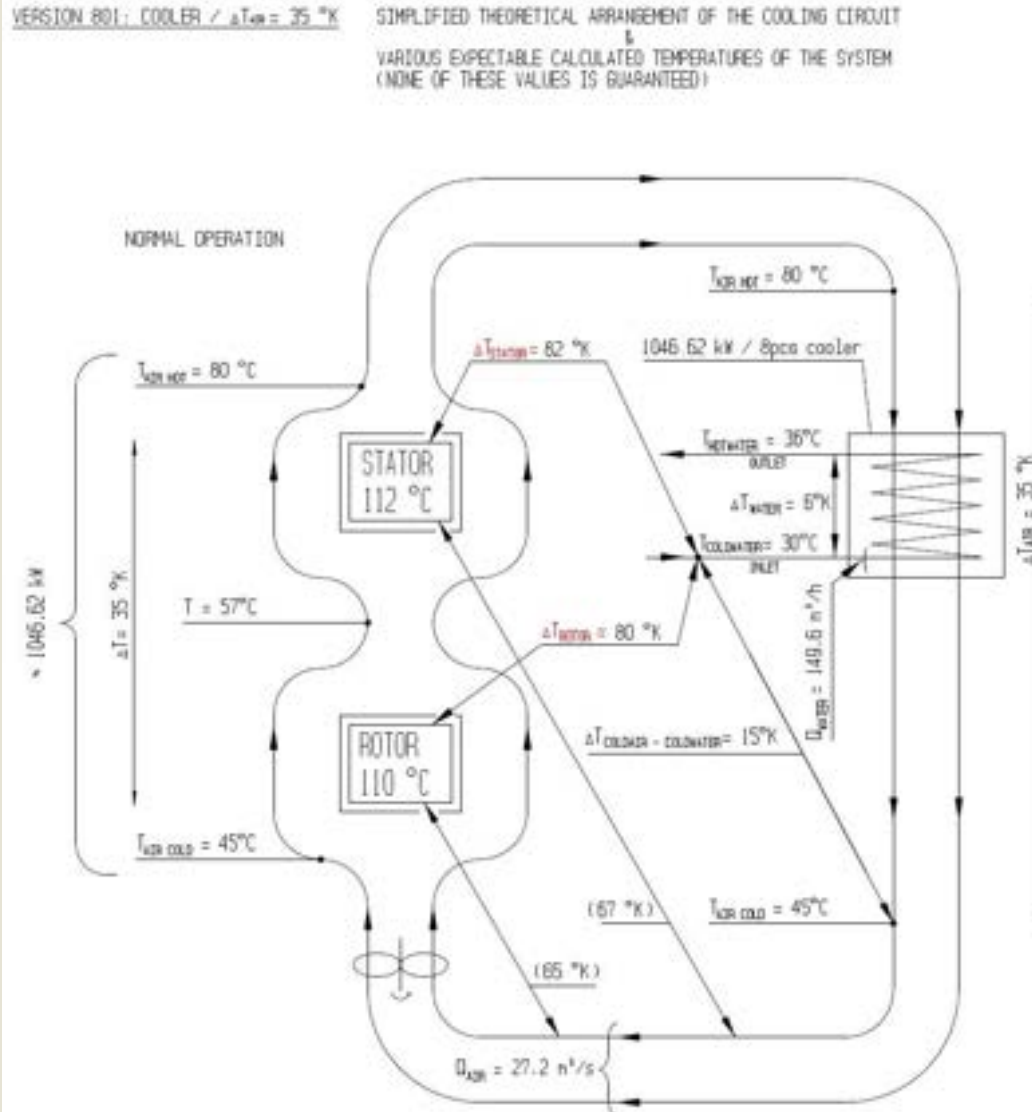 VERSION 801: COOLER / ΔT_AIR = 35 °K
SIMPLIFIED THEORETICAL ARRANGEMENT OF THE COOLING CIRCUIT
&
VARIOUS EXPECTABLE CALCULATED TEMPERATURES OF THE SYSTEM
(NONE OF THESE VALUES IS GUARANTEED)
NORMAL OPERATION
T_AIR HOT = 80 °C
ΔT_STATOR = 82 °K
1046.62 kW / 8pcs cooler
T_AIR HOT = 80 °C
STATOR
112 °C
T_HOTWATER = 36°C
OUTLET
ΔT_WATER = 6°K
T_COLDWATER = 30°C
INLET
ΔT_AIR = 35 °K
1046.62 kW
ΔT = 35 °K
T = 57°C
ΔT_ROTOR = 80 °K
Q_WATER = 149.6 m³/h
ROTOR
110 °C
ΔT_COLDAIR - COLDWATER = 15°K
T_AIR COLD = 45°C
(67 °K)
T_AIR COLD = 45°C
(65 °K)
Q_AIR = 27.2 m³/s